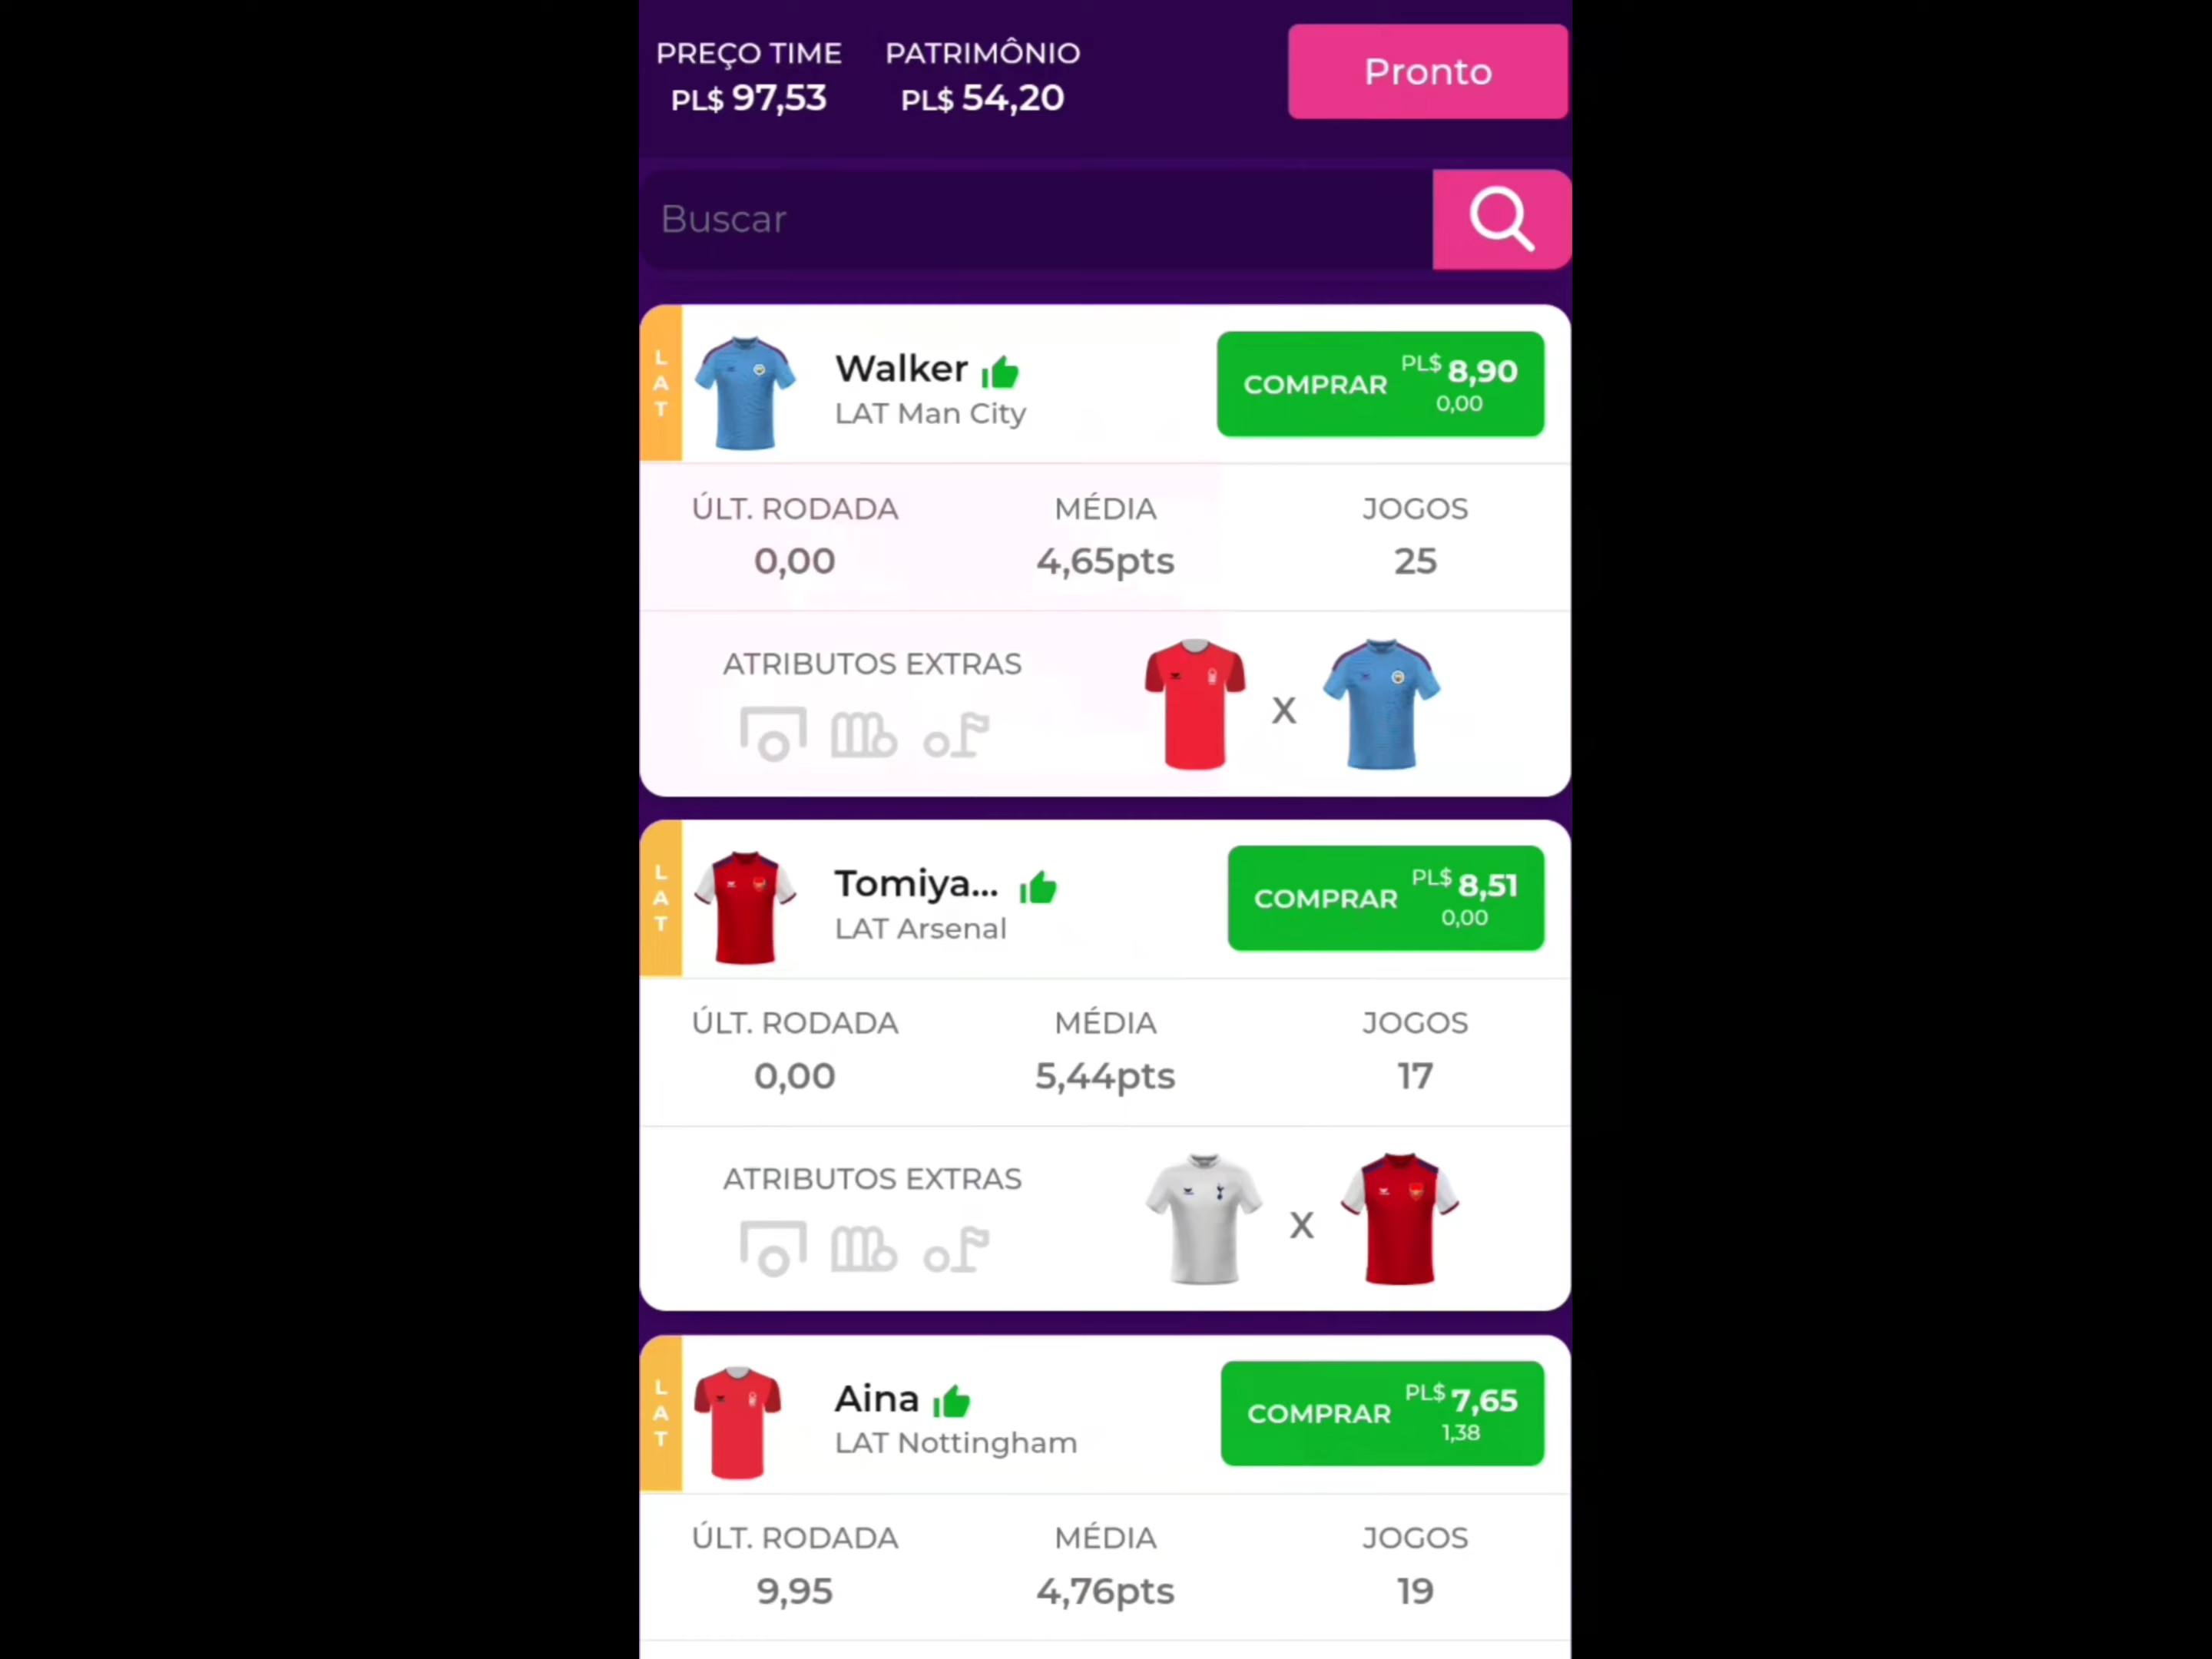 PREÇO TIME PATRIMÔNIO
PL$ 97,53 PL$ 54,20
Pronto
Buscar
LAT
Walker
LAT Man City
COMPRAR PL$ 8,90
0,00
ÚLT. RODADA MÉDIA JOGOS
0,00 4,65pts 25
ATRIBUTOS EXTRAS
X
LAT
Tomiya...
LAT Arsenal
COMPRAR PL$ 8,51
0,00
ÚLT. RODADA MÉDIA JOGOS
0,00 5,44pts 17
ATRIBUTOS EXTRAS
X
LAT
Aina
LAT Nottingham
COMPRAR PL$ 7,65
1,38
ÚLT. RODADA MÉDIA JOGOS
9,95 4,76pts 19